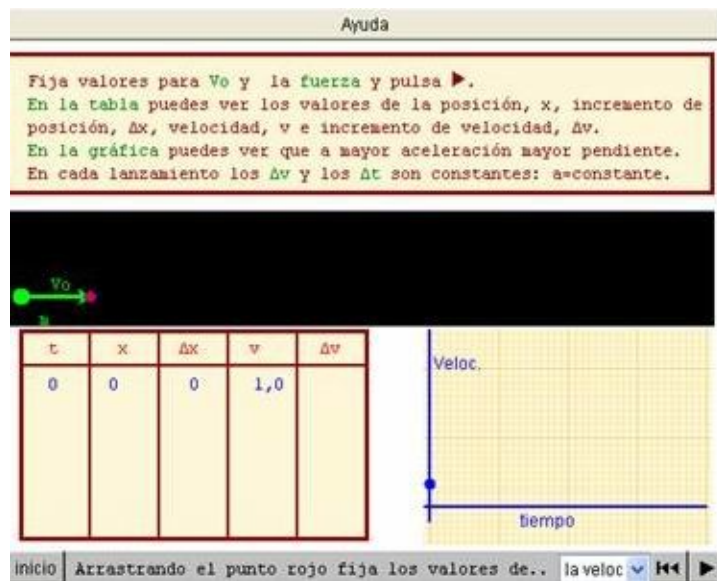 Ayuda
Fija valores para Vo y la fuerza y pulsa ▶.
En la tabla puedes ver los valores de la posición, x, incremento de
posición, Δx, velocidad, v e incremento de velocidad, Δv.
En la gráfica puedes ver que a mayor aceleración mayor pendiente.
En cada lanzamiento los Δv y los Δt son constantes: a=constante.
Vo
t x Δx v Δv
0 0 0 1,0
Veloc.
tiempo
inicio Arrastrando el punto rojo fija los valores de.. la veloc